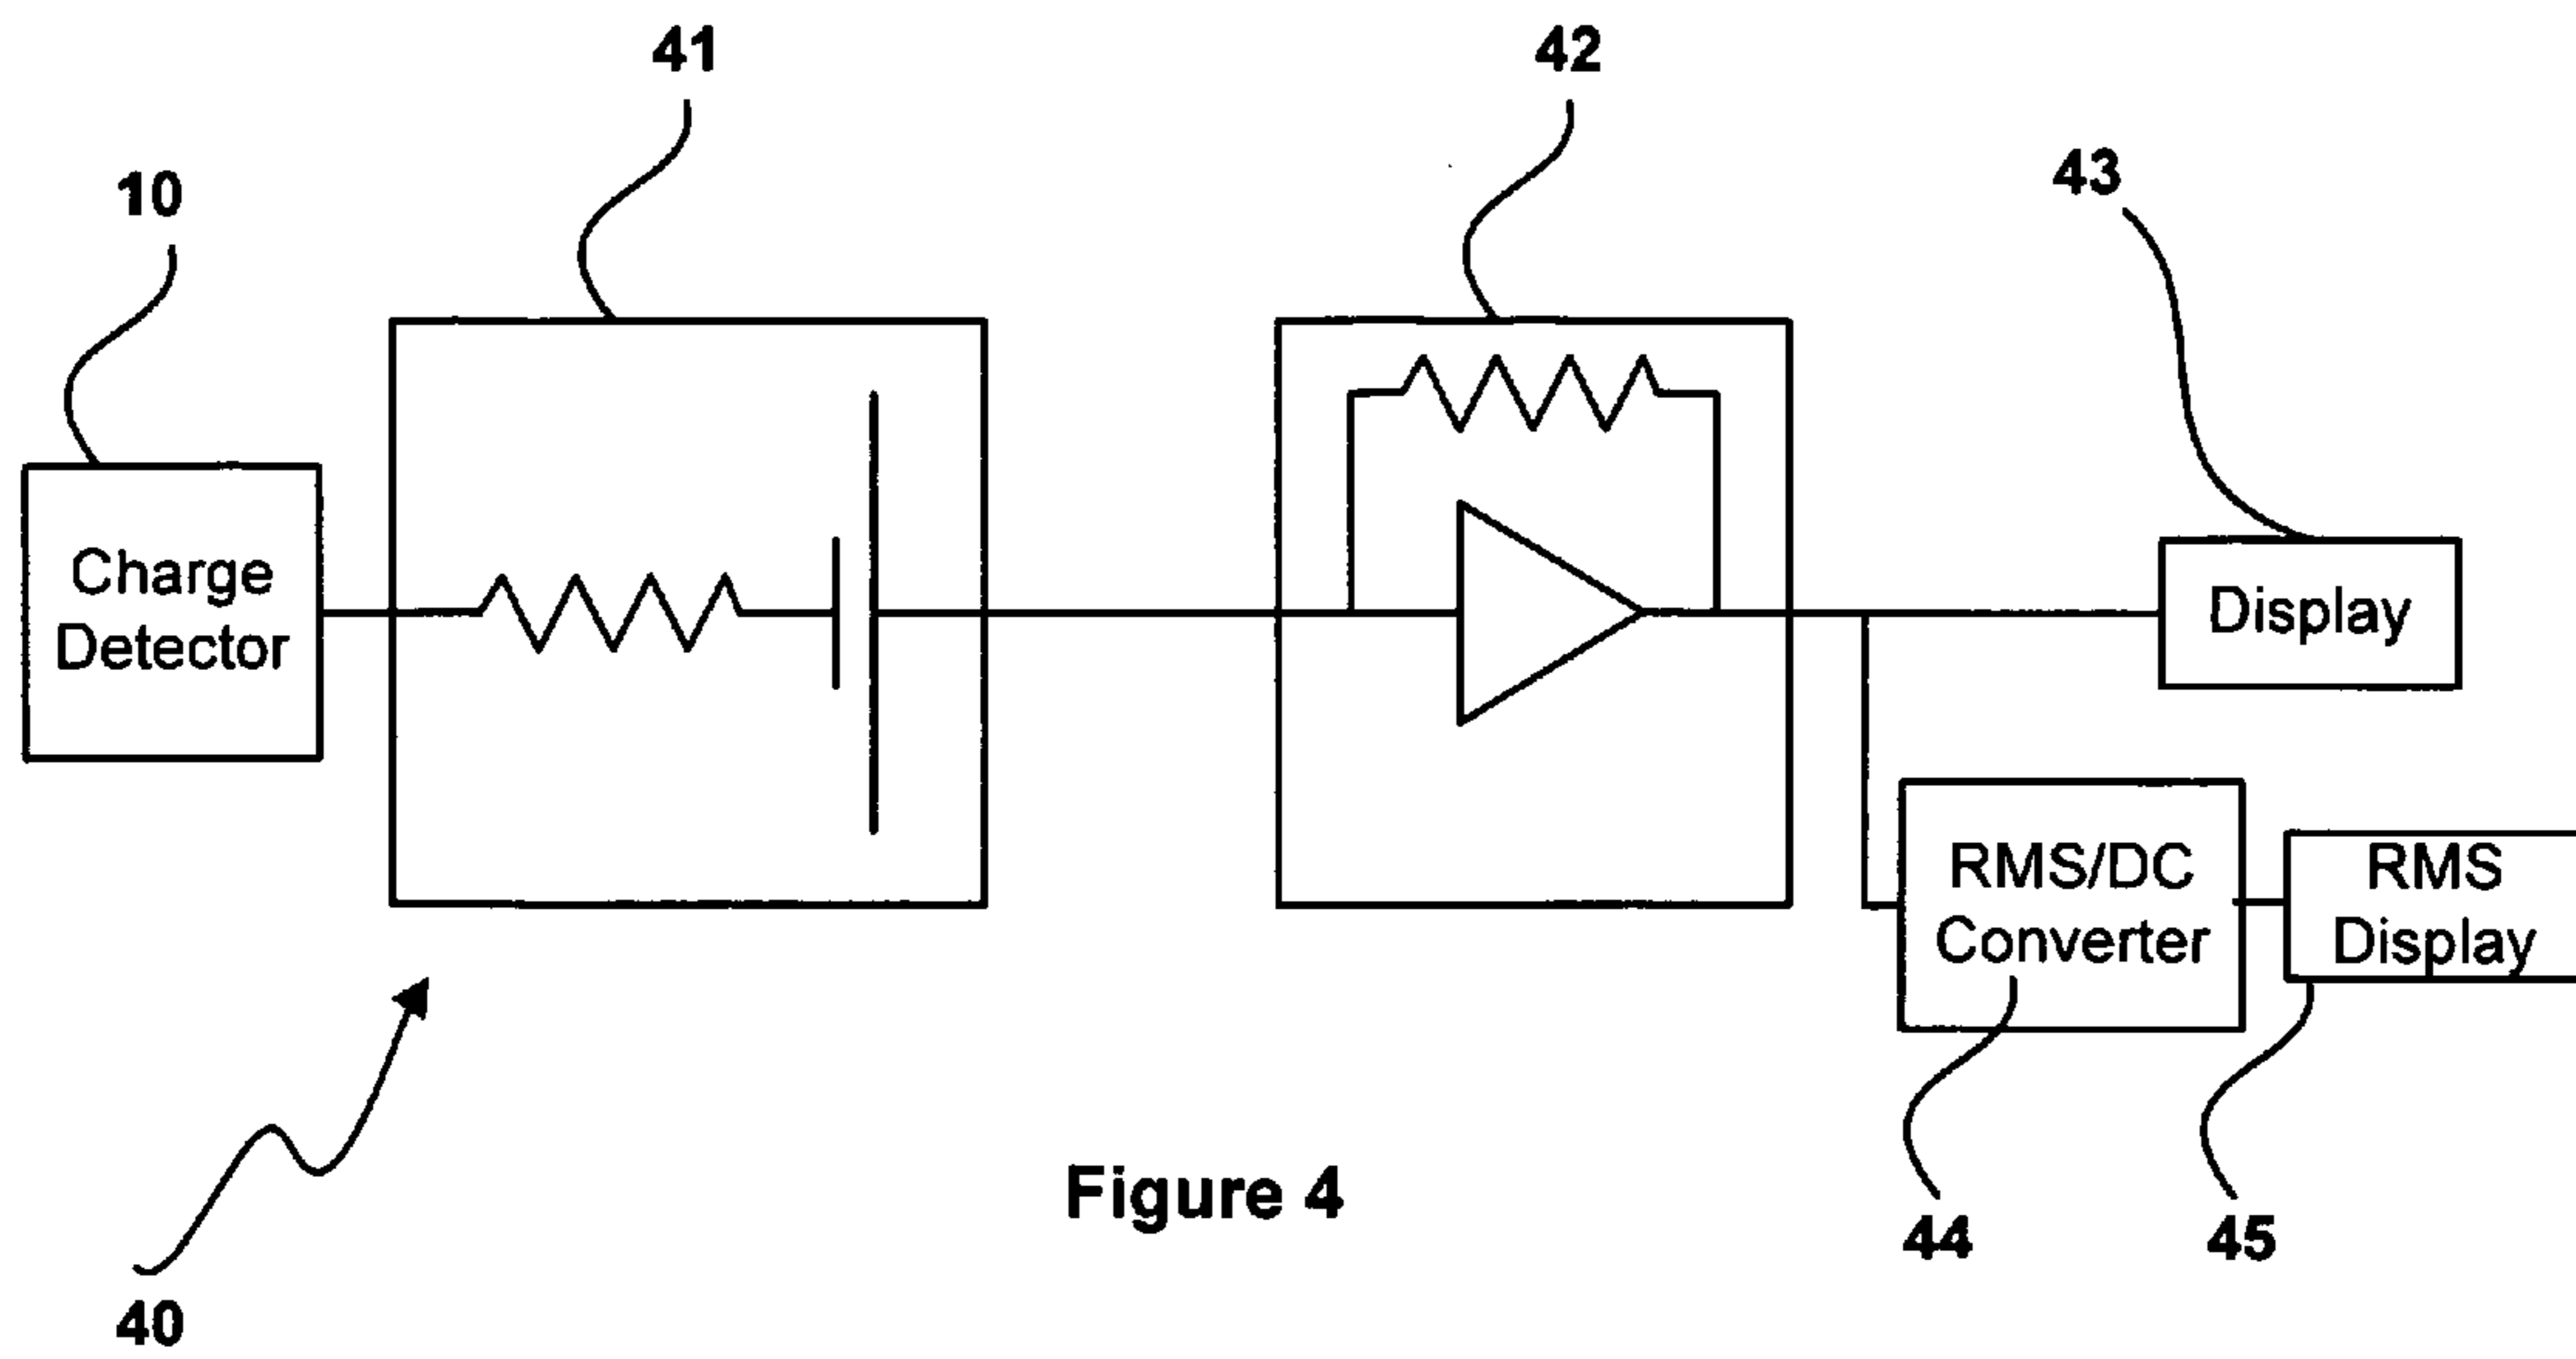 41
42
10
43
Charge
Detector
Display
RMS/DC
Converter
RMS
Display
Figure 4
44
45
40